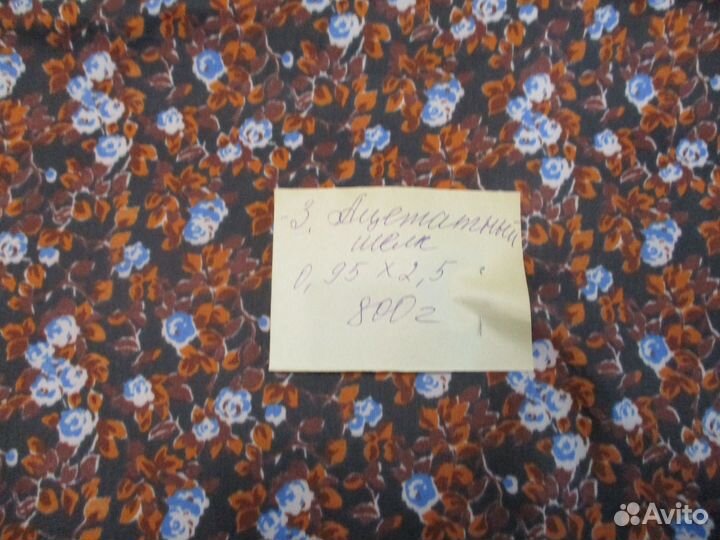 3. Ацетатный
шелк
0,95 х 2,5
800г
Avito